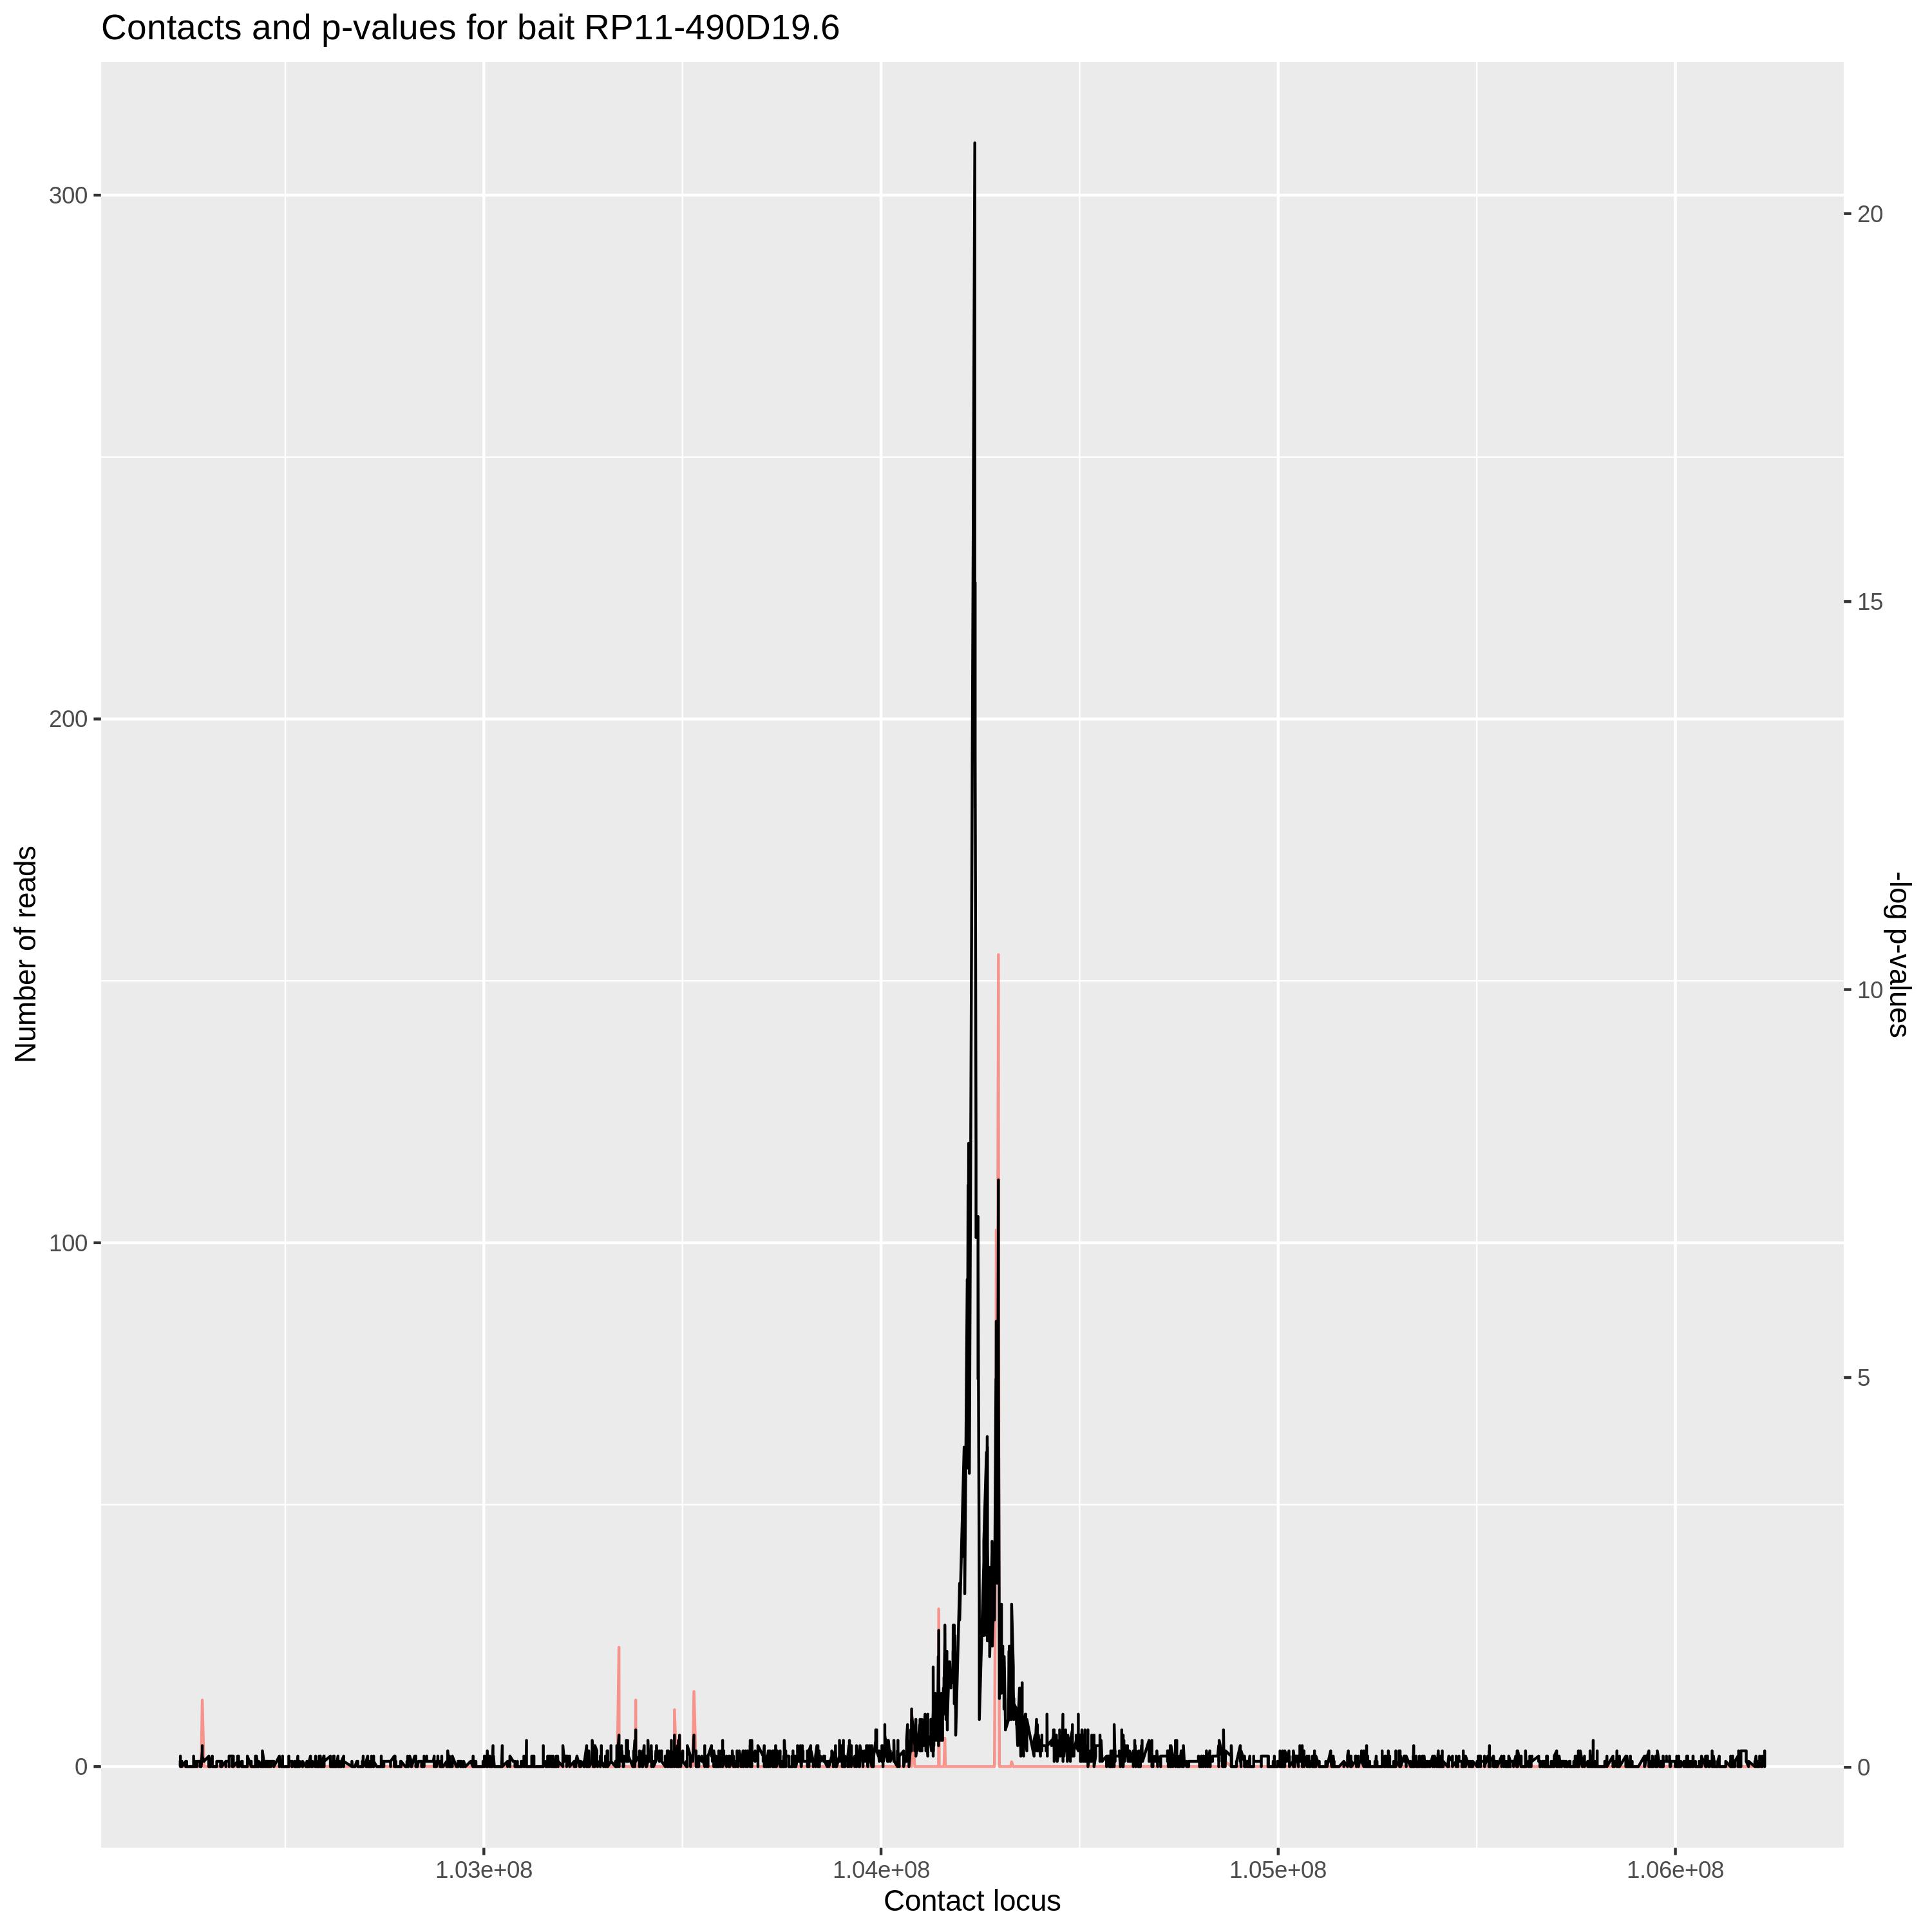 Contacts and p-values for bait RP11-490D19.6
Number of reads
300
200
100
0
20
15
10
5
0
-log p-values
1.03e+08
1.04e+08
1.05e+08
1.06e+08
Contact locus